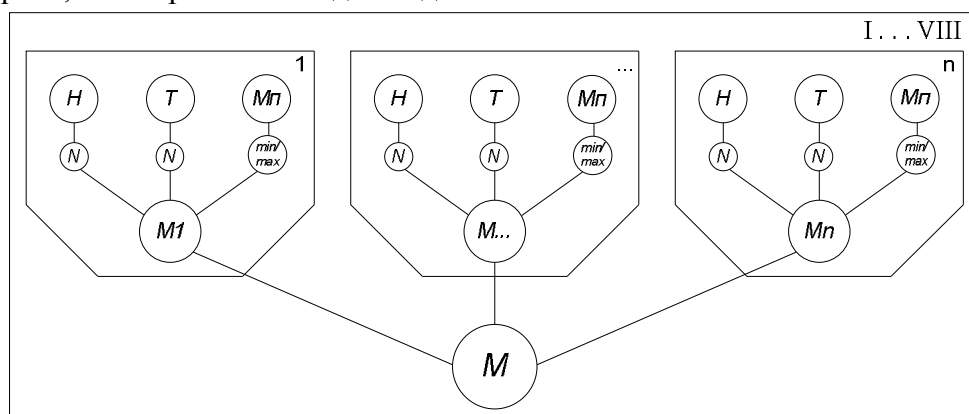 I . . . VIII
1 ... n
Н Т Мп Н Т Мп Н Т Мп
N N min/ N N min/ N N min/
max max max
М1 М... Мn
М